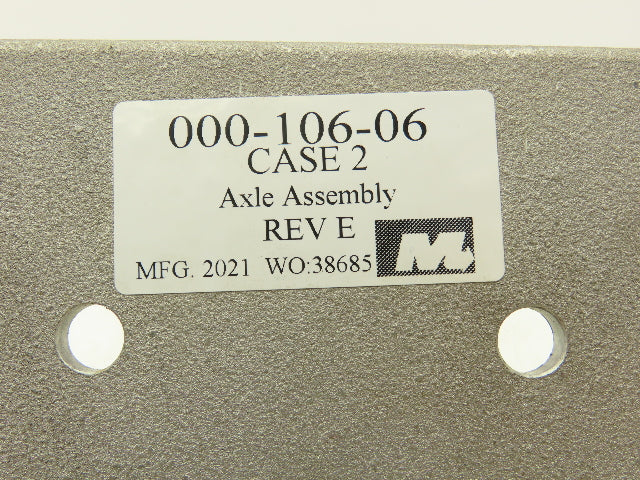 000-106-06
CASE 2
Axle Assembly
REV E
MFG. 2021 WO:38685
M